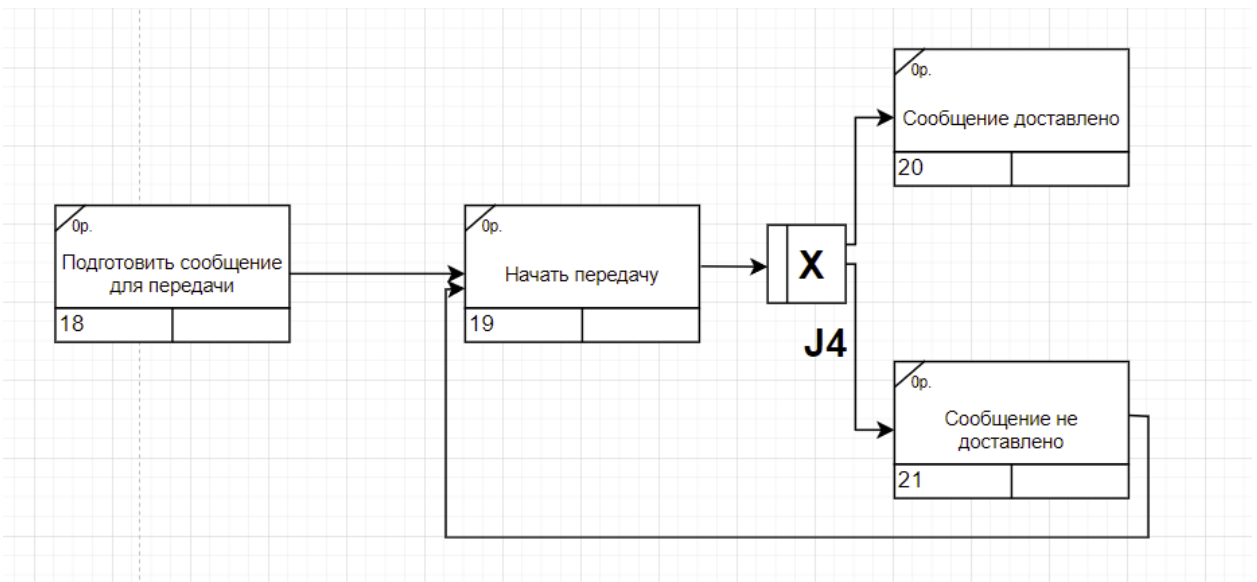 0р.
Сообщение доставлено
20
0р.
Подготовить сообщение
для передачи
18
0р.
Начать передачу
19
X
J4
0р.
Сообщение не
доставлено
21